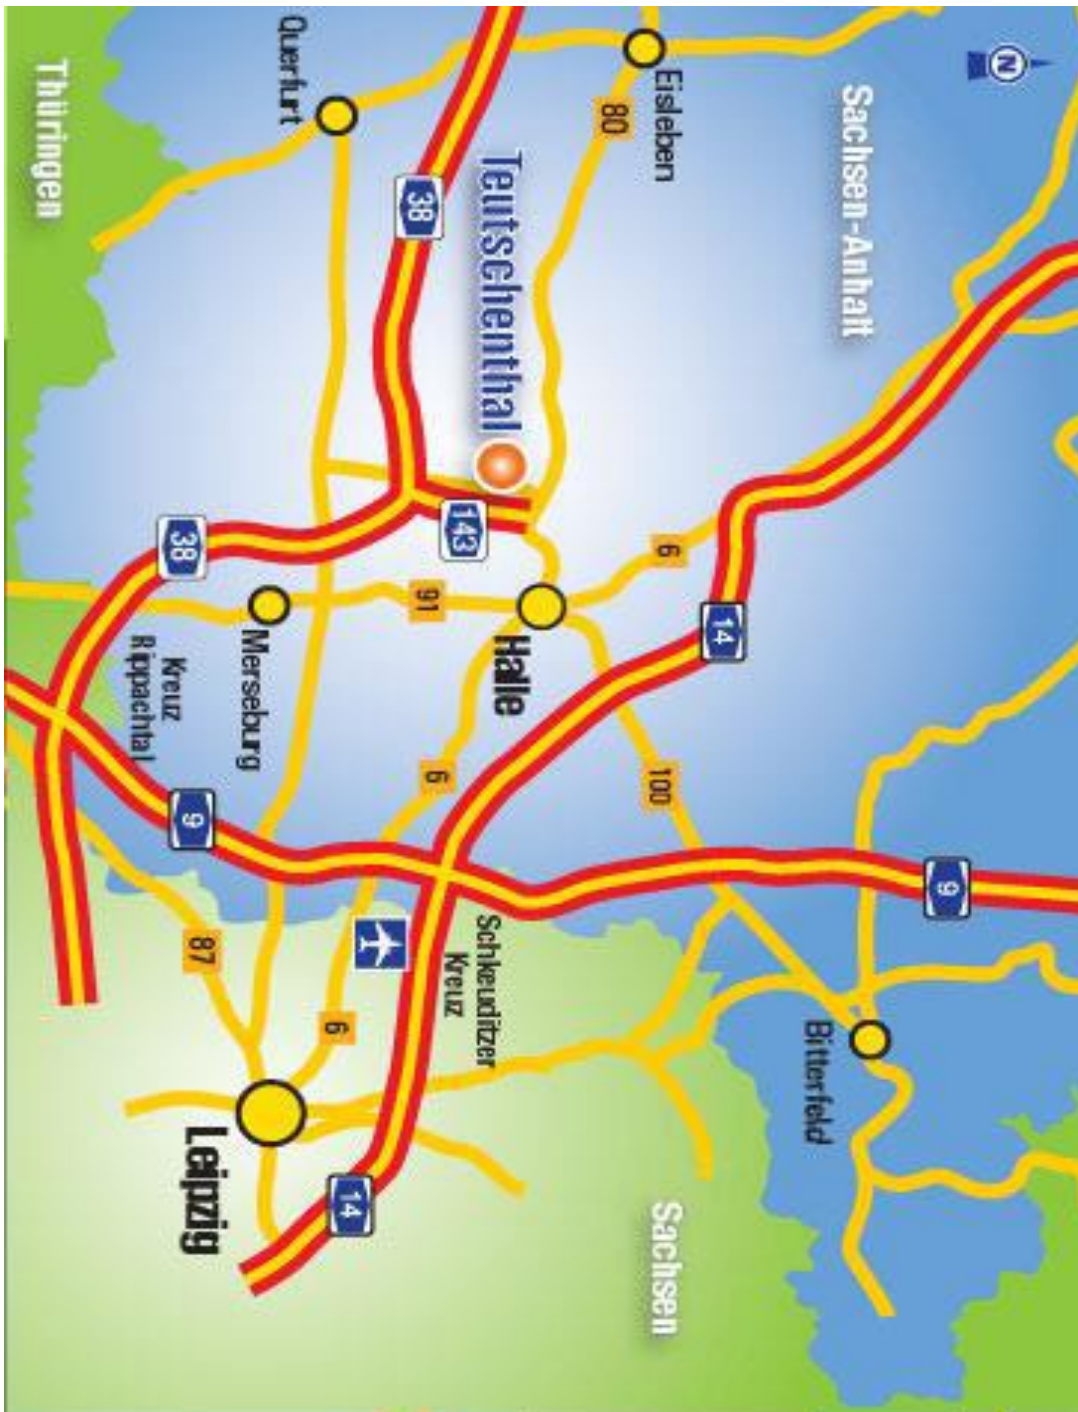 N
9
Sachsen-Anhalt
Bitterfeld
14
Eisleben
6
100
Sachsen
80
Teutschenthal
Halle
Schkeuditzer
Kreuz
143
6
91
38
14
6
Querfurt
Merseburg
Leipzig
87
9
38
Kreuz
Rippachtal
Thüringen